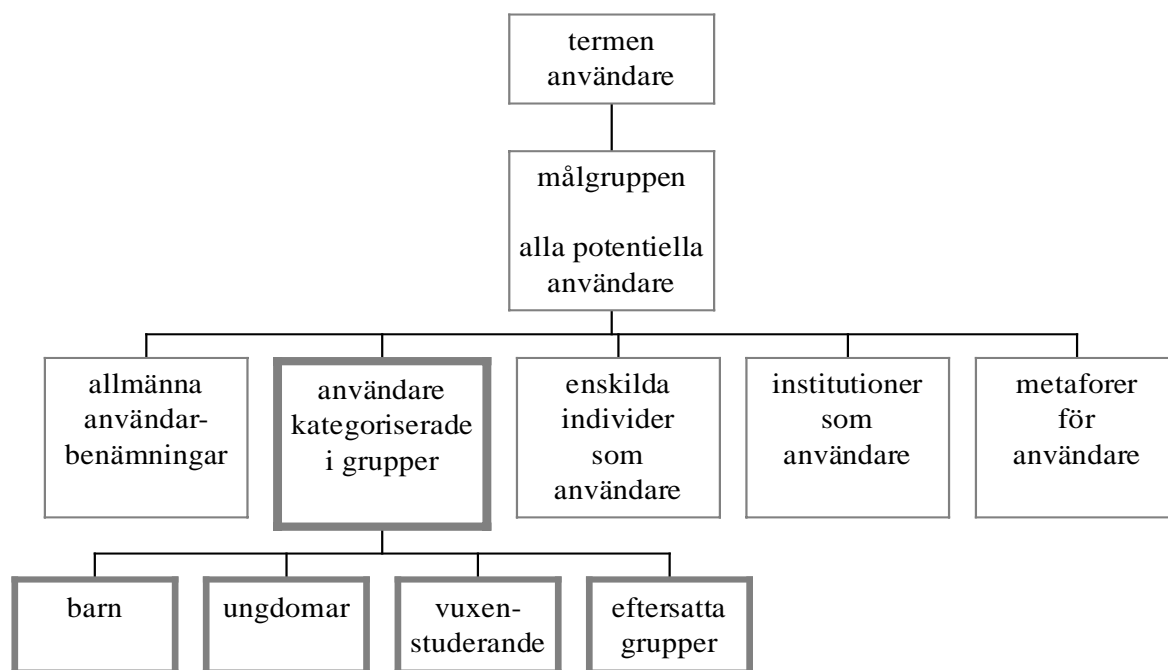 termen
användare
målgruppen
alla potentiella
användare
allmänna
användar-
benämningar
användare
kategoriserade
i grupper
enskilda
individer
som
användare
institutioner
som
användare
metaforer
för
användare
barn
ungdomar
vuxen-
studerande
eftersatta
grupper